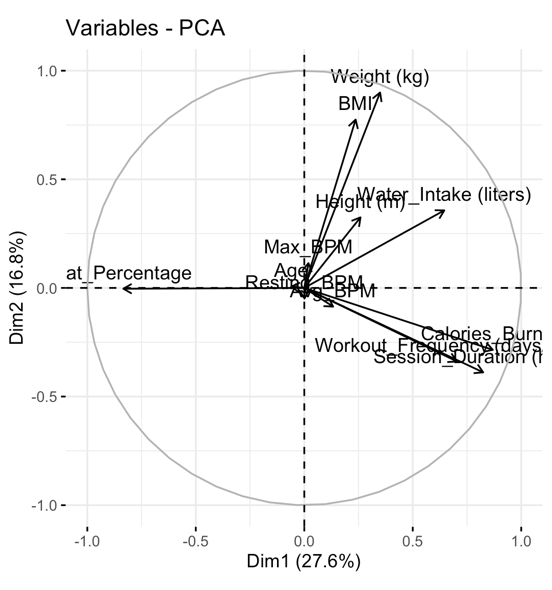 Variables - PCA
1.0
Weight (kg)
BMI
0.5
Water_Intake (liters)
Height (m)
Max_BPM
at_Percentage
Age
Resting_BPM
Avg_BPM
0.0
Calories_Burn
Workout_Frequency (days
Session_Duration (h
-0.5
-1.0
-1.0 -0.5 0.0 0.5 1.0
Dim1 (27.6%)
Dim2 (16.8%)